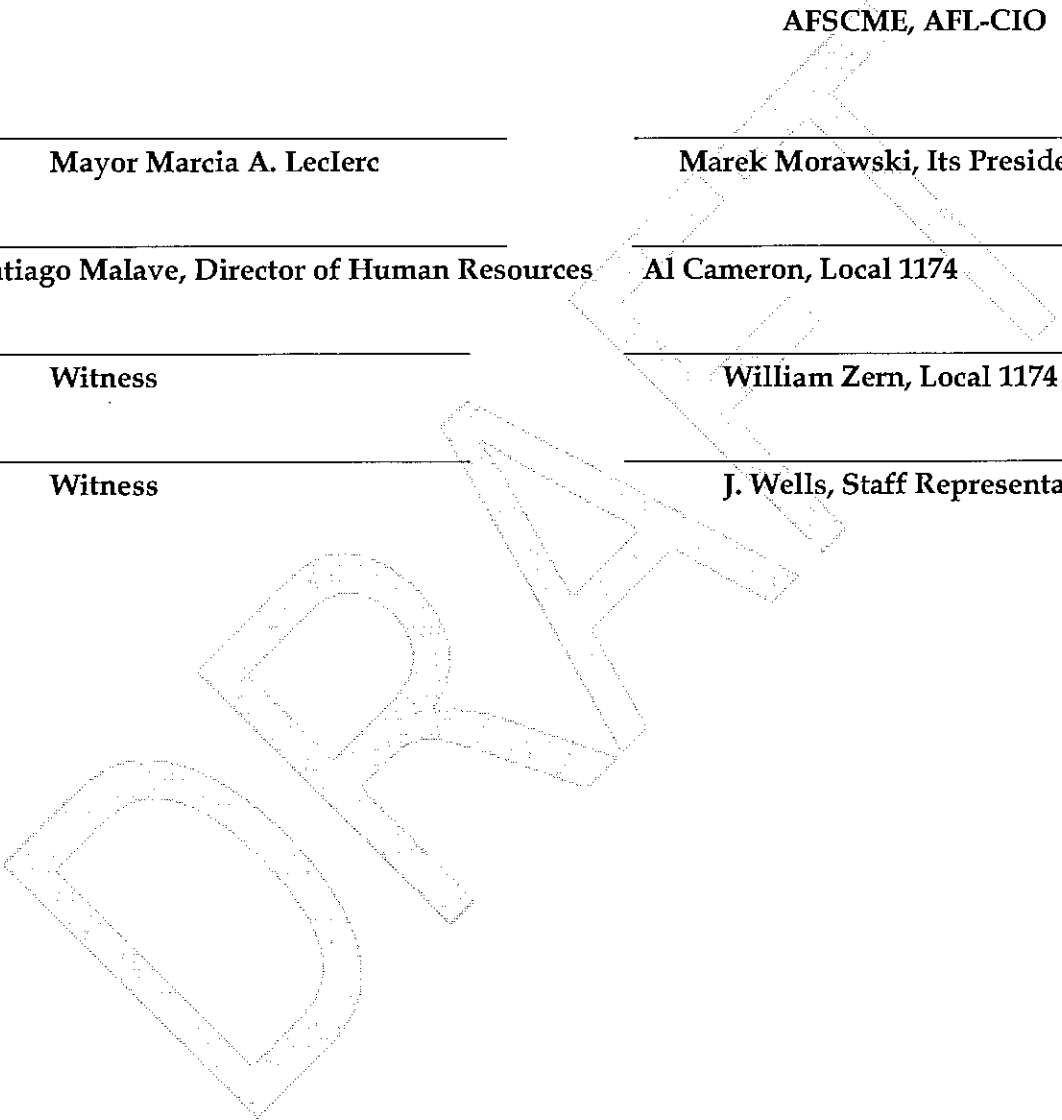 AFSCME, AFL-CIO
Mayor Marcia A. Leclerc
Marek Morawski, Its Preside
tiago Malave, Director of Human Resources
Al Cameron, Local 1174
Witness
William Zern, Local 1174
Witness
J. Wells, Staff Representa
DRAFT